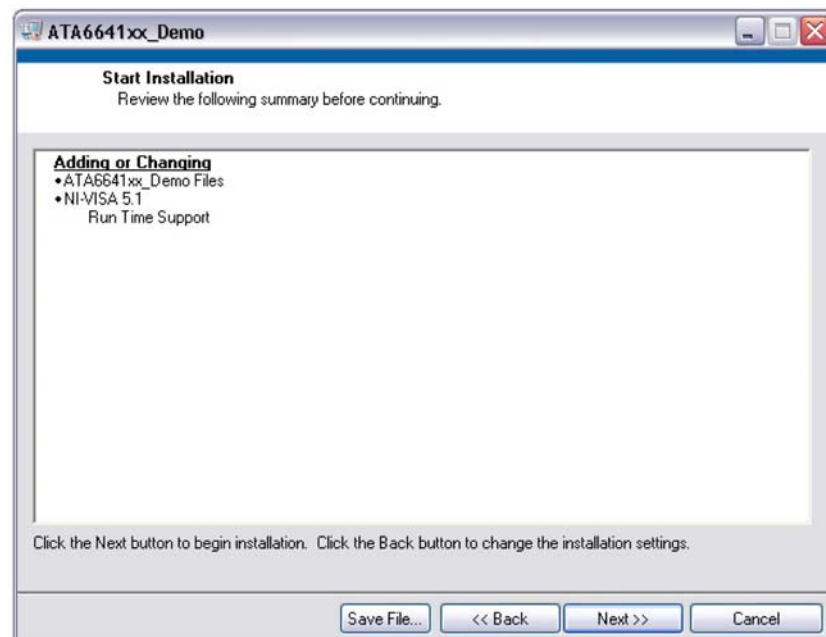 ATA6641xx_Demo
Start Installation
Review the following summary before continuing.
Adding or Changing
•ATA6641xx_Demo Files
•NI-VISA 5.1
Run Time Support
Click the Next button to begin installation.  Click the Back button to change the installation settings.
Save File... << Back Next >> Cancel